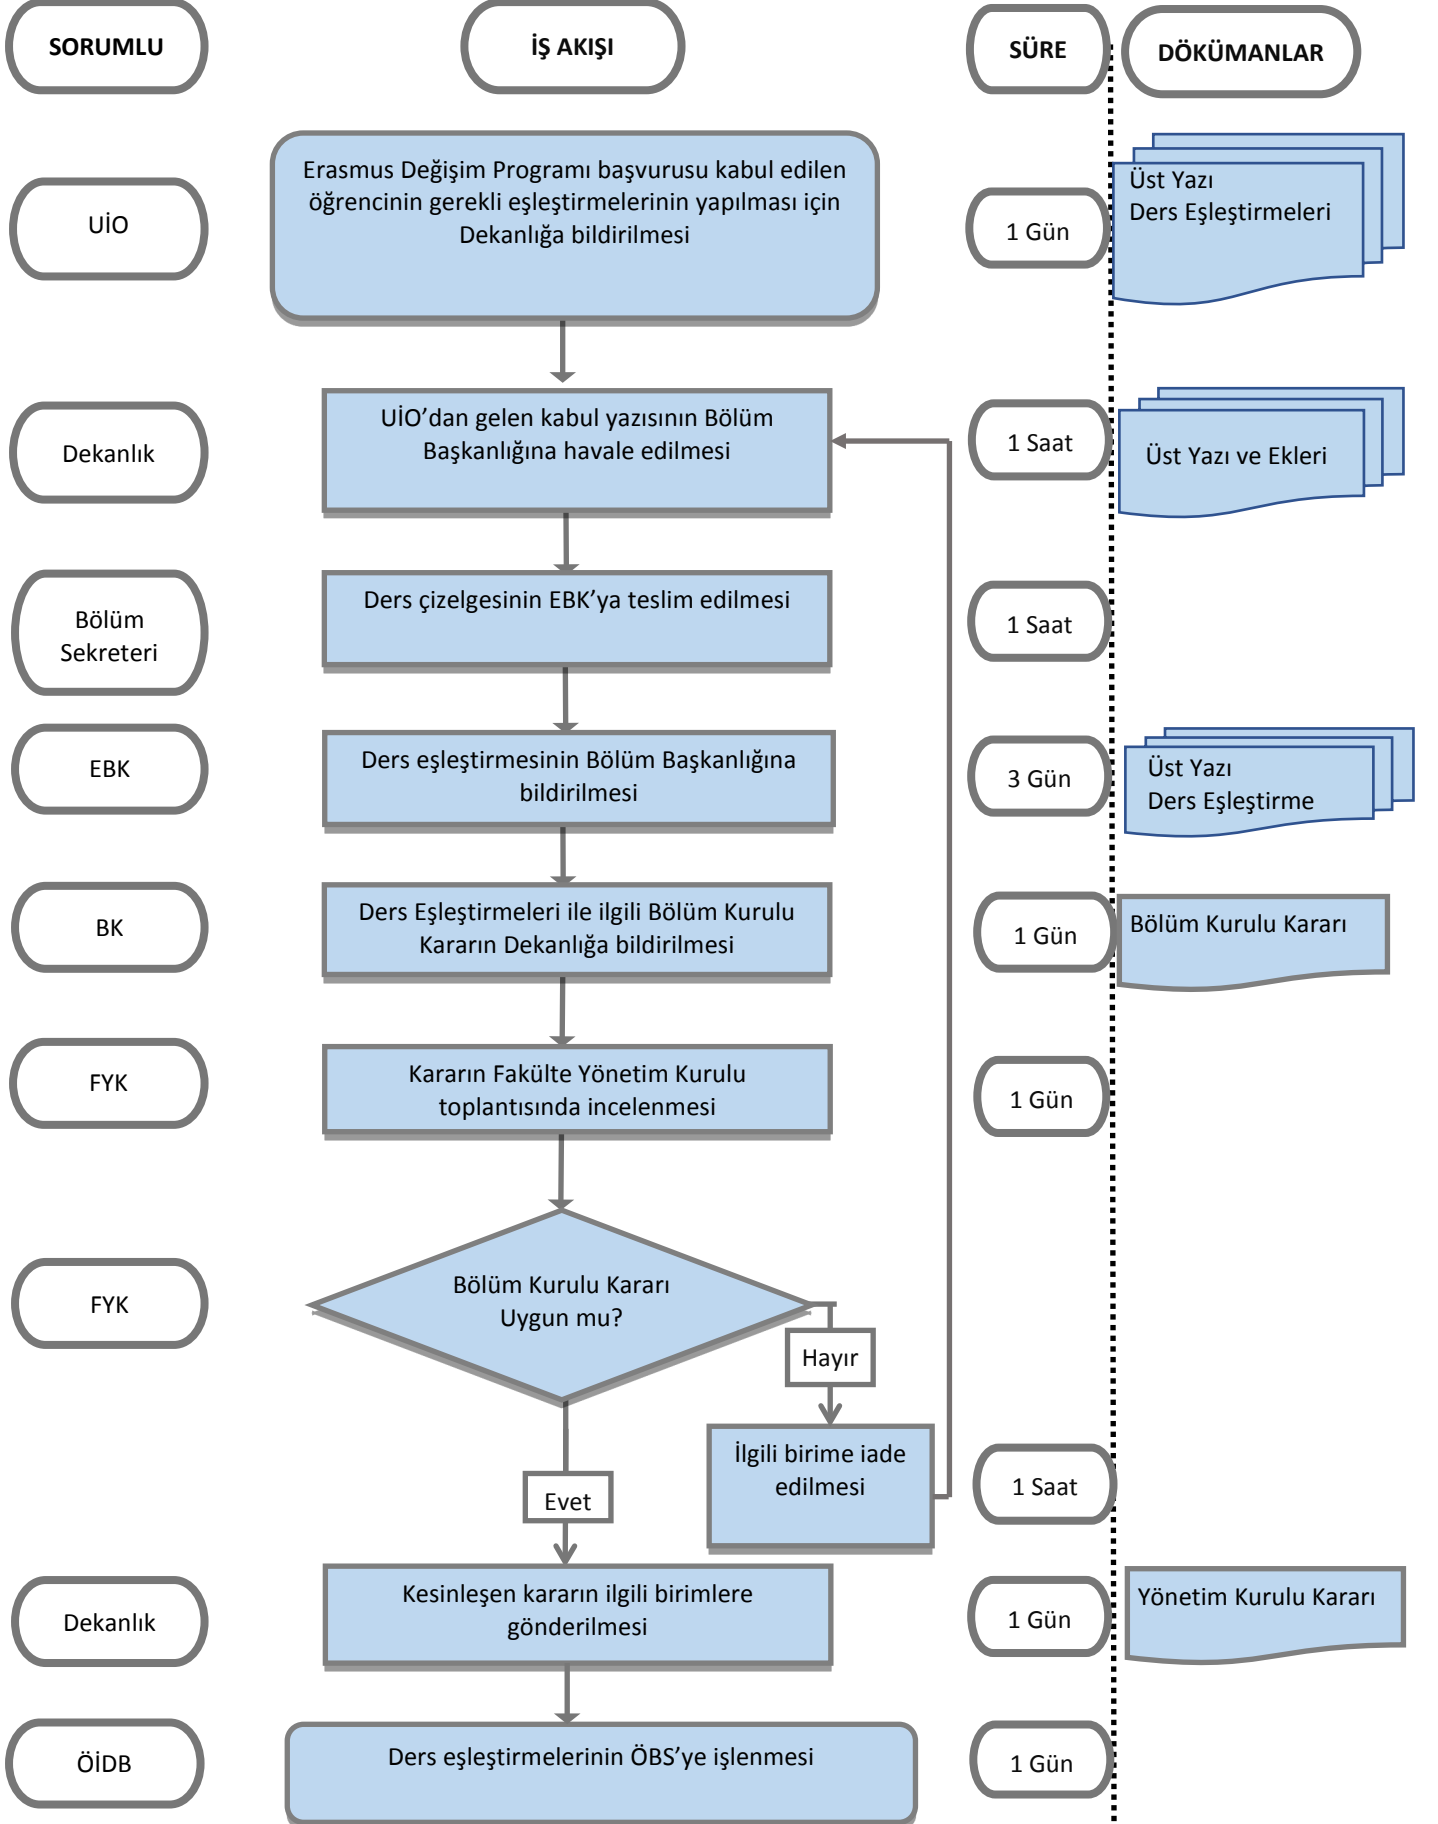 SORUMLU
İŞ AKIŞI
SÜRE
DÖKÜMANLAR
UİO
Erasmus Değişim Programı başvurusu kabul edilen
öğrencinin gerekli eşleştirmelerinin yapılması için
Dekanlığa bildirilmesi
1 Gün
Üst Yazı
Ders Eşleştirmeleri
Dekanlık
UİO’dan gelen kabul yazısının Bölüm
Başkanlığına havale edilmesi
1 Saat
Üst Yazı ve Ekleri
Bölüm
Sekreteri
Ders çizelgesinin EBK’ya teslim edilmesi
1 Saat
EBK
Ders eşleştirmesinin Bölüm Başkanlığına
bildirilmesi
3 Gün
Üst Yazı
Ders Eşleştirme
BK
Ders Eşleştirmeleri ile ilgili Bölüm Kurulu
Kararın Dekanlığa bildirilmesi
1 Gün
Bölüm Kurulu Kararı
FYK
Kararın Fakülte Yönetim Kurulu
toplantısında incelenmesi
1 Gün
FYK
Bölüm Kurulu Kararı
Uygun mu?
Hayır
İlgili birime iade
edilmesi
1 Saat
Evet
Dekanlık
Kesinleşen kararın ilgili birimlere
gönderilmesi
1 Gün
Yönetim Kurulu Kararı
ÖİDB
Ders eşleştirmelerinin ÖBS’ye işlenmesi
1 Gün